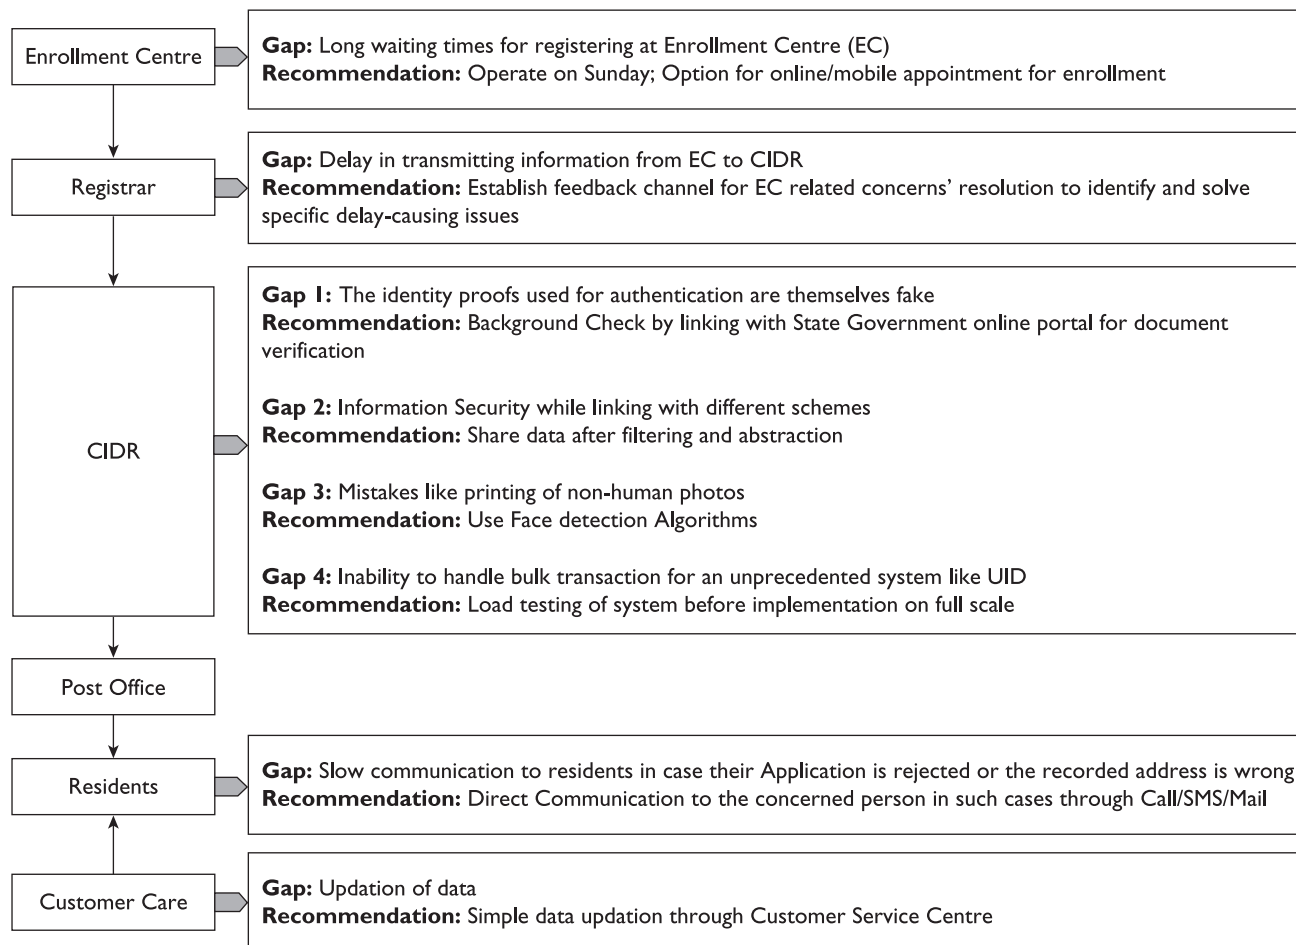 Enrollment Centre
Gap: Long waiting times for registering at Enrollment Centre (EC)
Recommendation: Operate on Sunday; Option for online/mobile appointment for enrollment
Registrar
Gap: Delay in transmitting information from EC to CIDR
Recommendation: Establish feedback channel for EC related concerns’ resolution to identify and solve
specific delay-causing issues
CIDR
Gap 1: The identity proofs used for authentication are themselves fake
Recommendation: Background Check by linking with State Government online portal for document
verification
Gap 2: Information Security while linking with different schemes
Recommendation: Share data after filtering and abstraction
Gap 3: Mistakes like printing of non-human photos
Recommendation: Use Face detection Algorithms
Gap 4: Inability to handle bulk transaction for an unprecedented system like UID
Recommendation: Load testing of system before implementation on full scale
Post Office
Residents
Gap: Slow communication to residents in case their Application is rejected or the recorded address is wrong
Recommendation: Direct Communication to the concerned person in such cases through Call/SMS/Mail
Customer Care
Gap: Updation of data
Recommendation: Simple data updation through Customer Service Centre